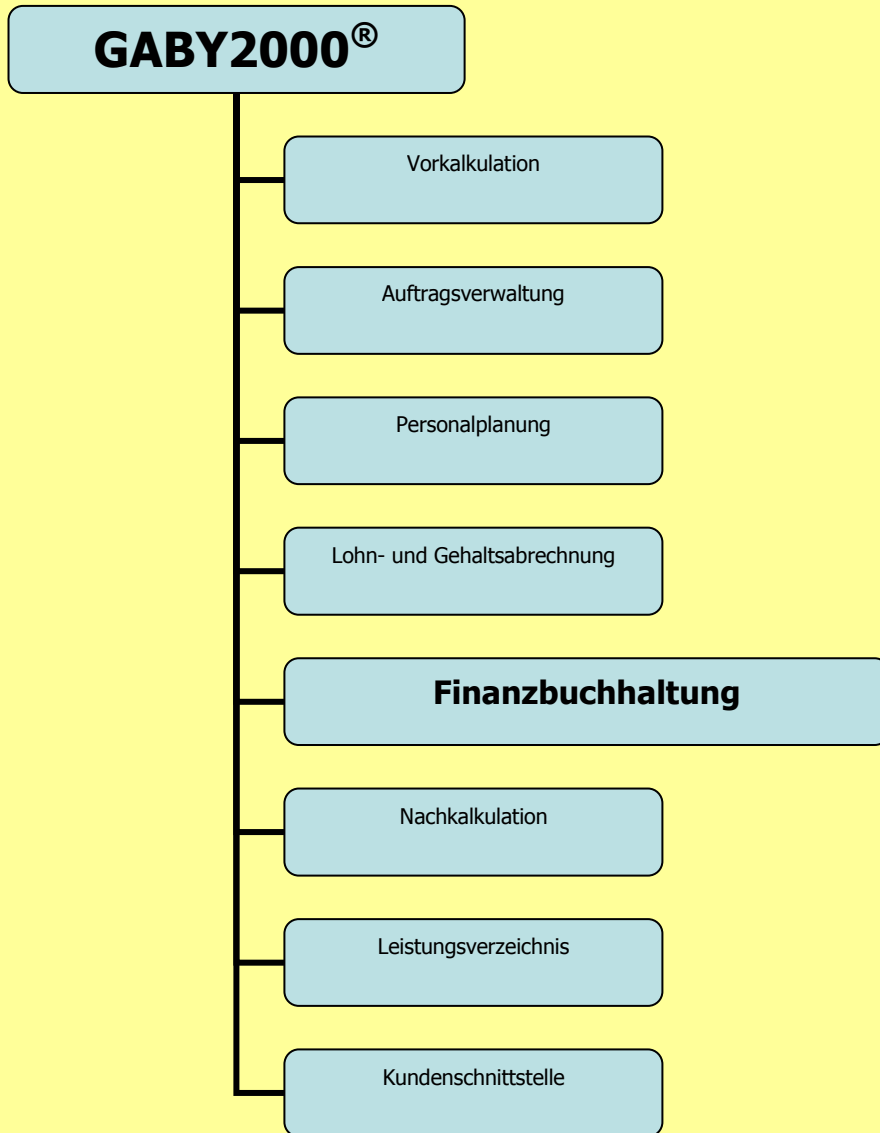 GABY2000®
Vorkalkulation
Auftragsverwaltung
Personalplanung
Lohn- und Gehaltsabrechnung
Finanzbuchhaltung
Nachkalkulation
Leistungsverzeichnis
Kundenschnittstelle